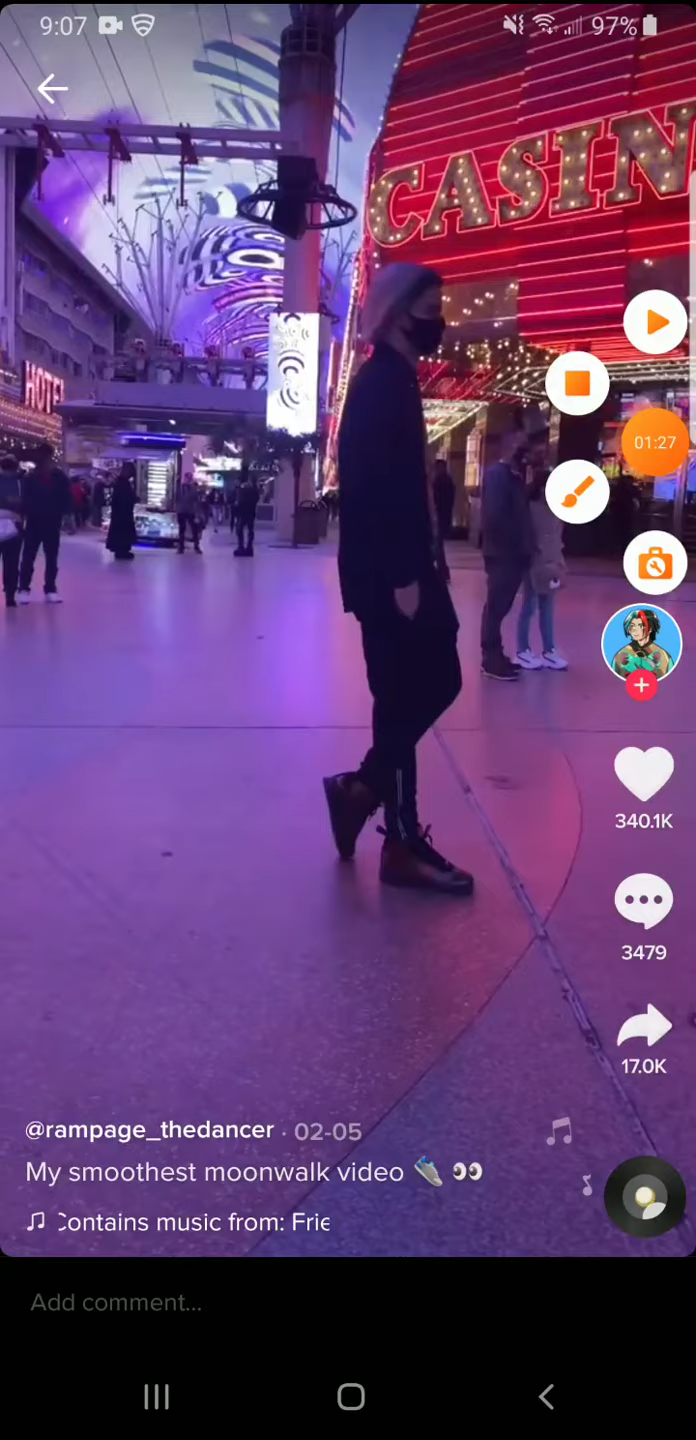 9:07
97%
CASIN
HOTE
01:27
340.1K
3479
17.0K
@rampage_thedancer · 02-05
My smoothest moonwalk video 👟 👀
Contains music from: Frie
Add comment...